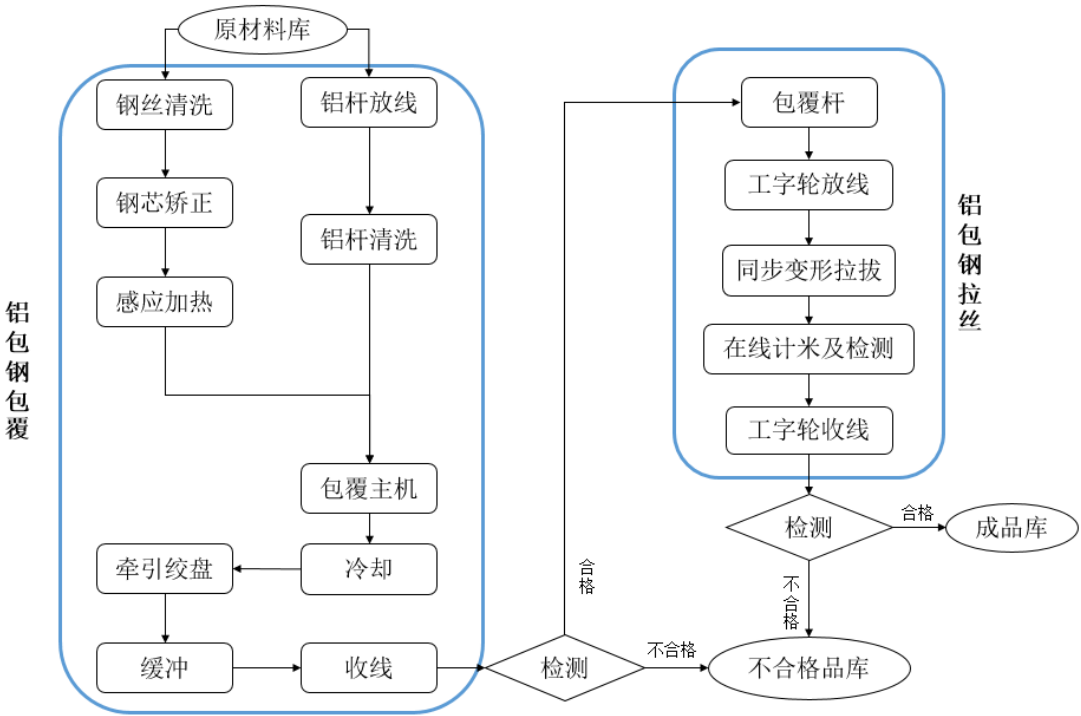 原材料库
钢丝清洗
铝杆放线
钢芯矫正
铝杆清洗
感应加热
铝包钢包覆
包覆主机
冷却
牵引绞盘
缓冲
收线
检测
合格
不合格
包覆杆
工字轮放线
同步变形拉拔
在线计米及检测
工字轮收线
铝包钢拉丝
检测
合格
成品库
不合格
不合格品库